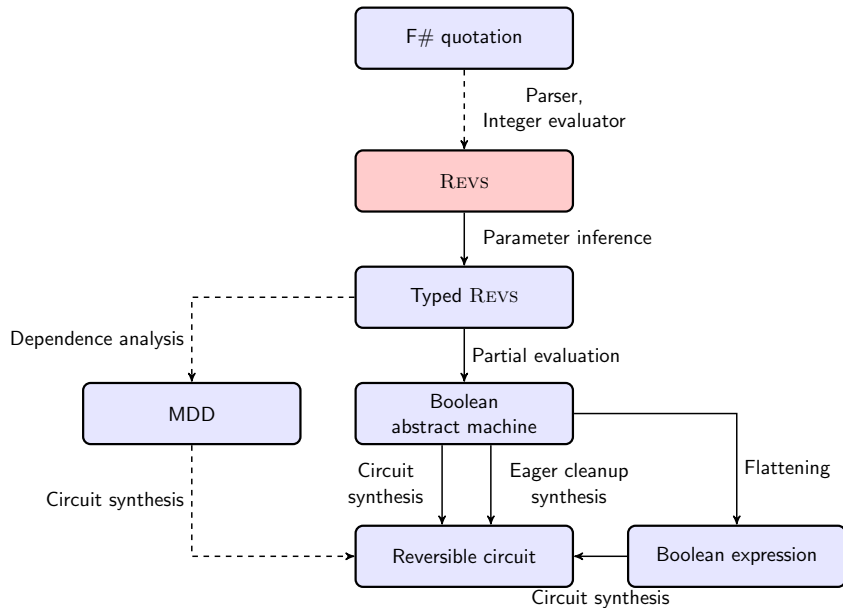 F# quotation
Parser,
Integer evaluator
REVS
Parameter inference
Typed REVS
Dependence analysis
Partial evaluation
MDD
Boolean
abstract machine
Circuit
synthesis
Eager cleanup
synthesis
Flattening
Circuit synthesis
Reversible circuit
Boolean expression
Circuit synthesis